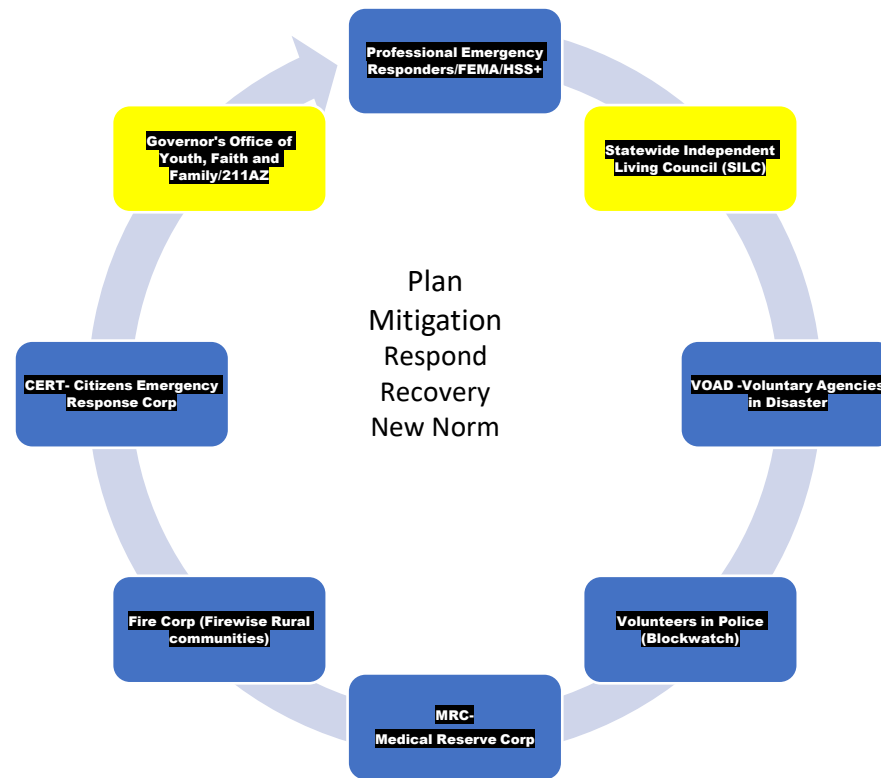 Professional Emergency
Responders/FEMA/HSS+
Statewide Independent
Living Council (SILC)
VOAD -Voluntary Agencies
in Disaster
Volunteers in Police
(Blockwatch)
MRC-
Medical Reserve Corp
Fire Corp (Firewise Rural
communities)
CERT- Citizens Emergency
Response Corp
Governor's Office of
Youth, Faith and
Family/211AZ
Plan
Mitigation
Respond
Recovery
New Norm